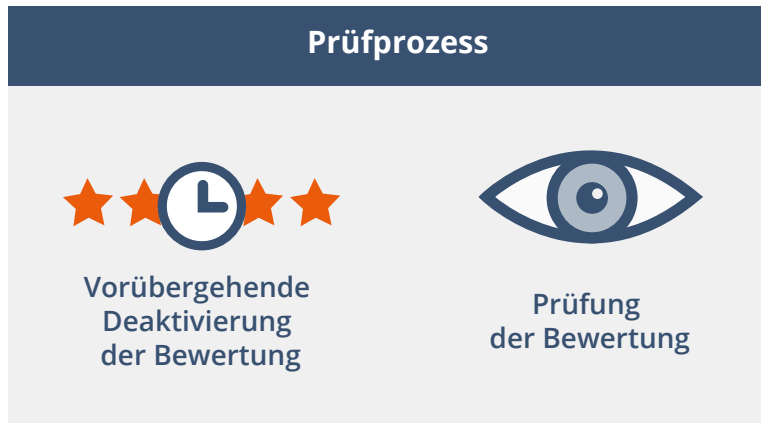 Prüfprozess
Vorübergehende
Deaktivierung
der Bewertung
Prüfung
der Bewertung